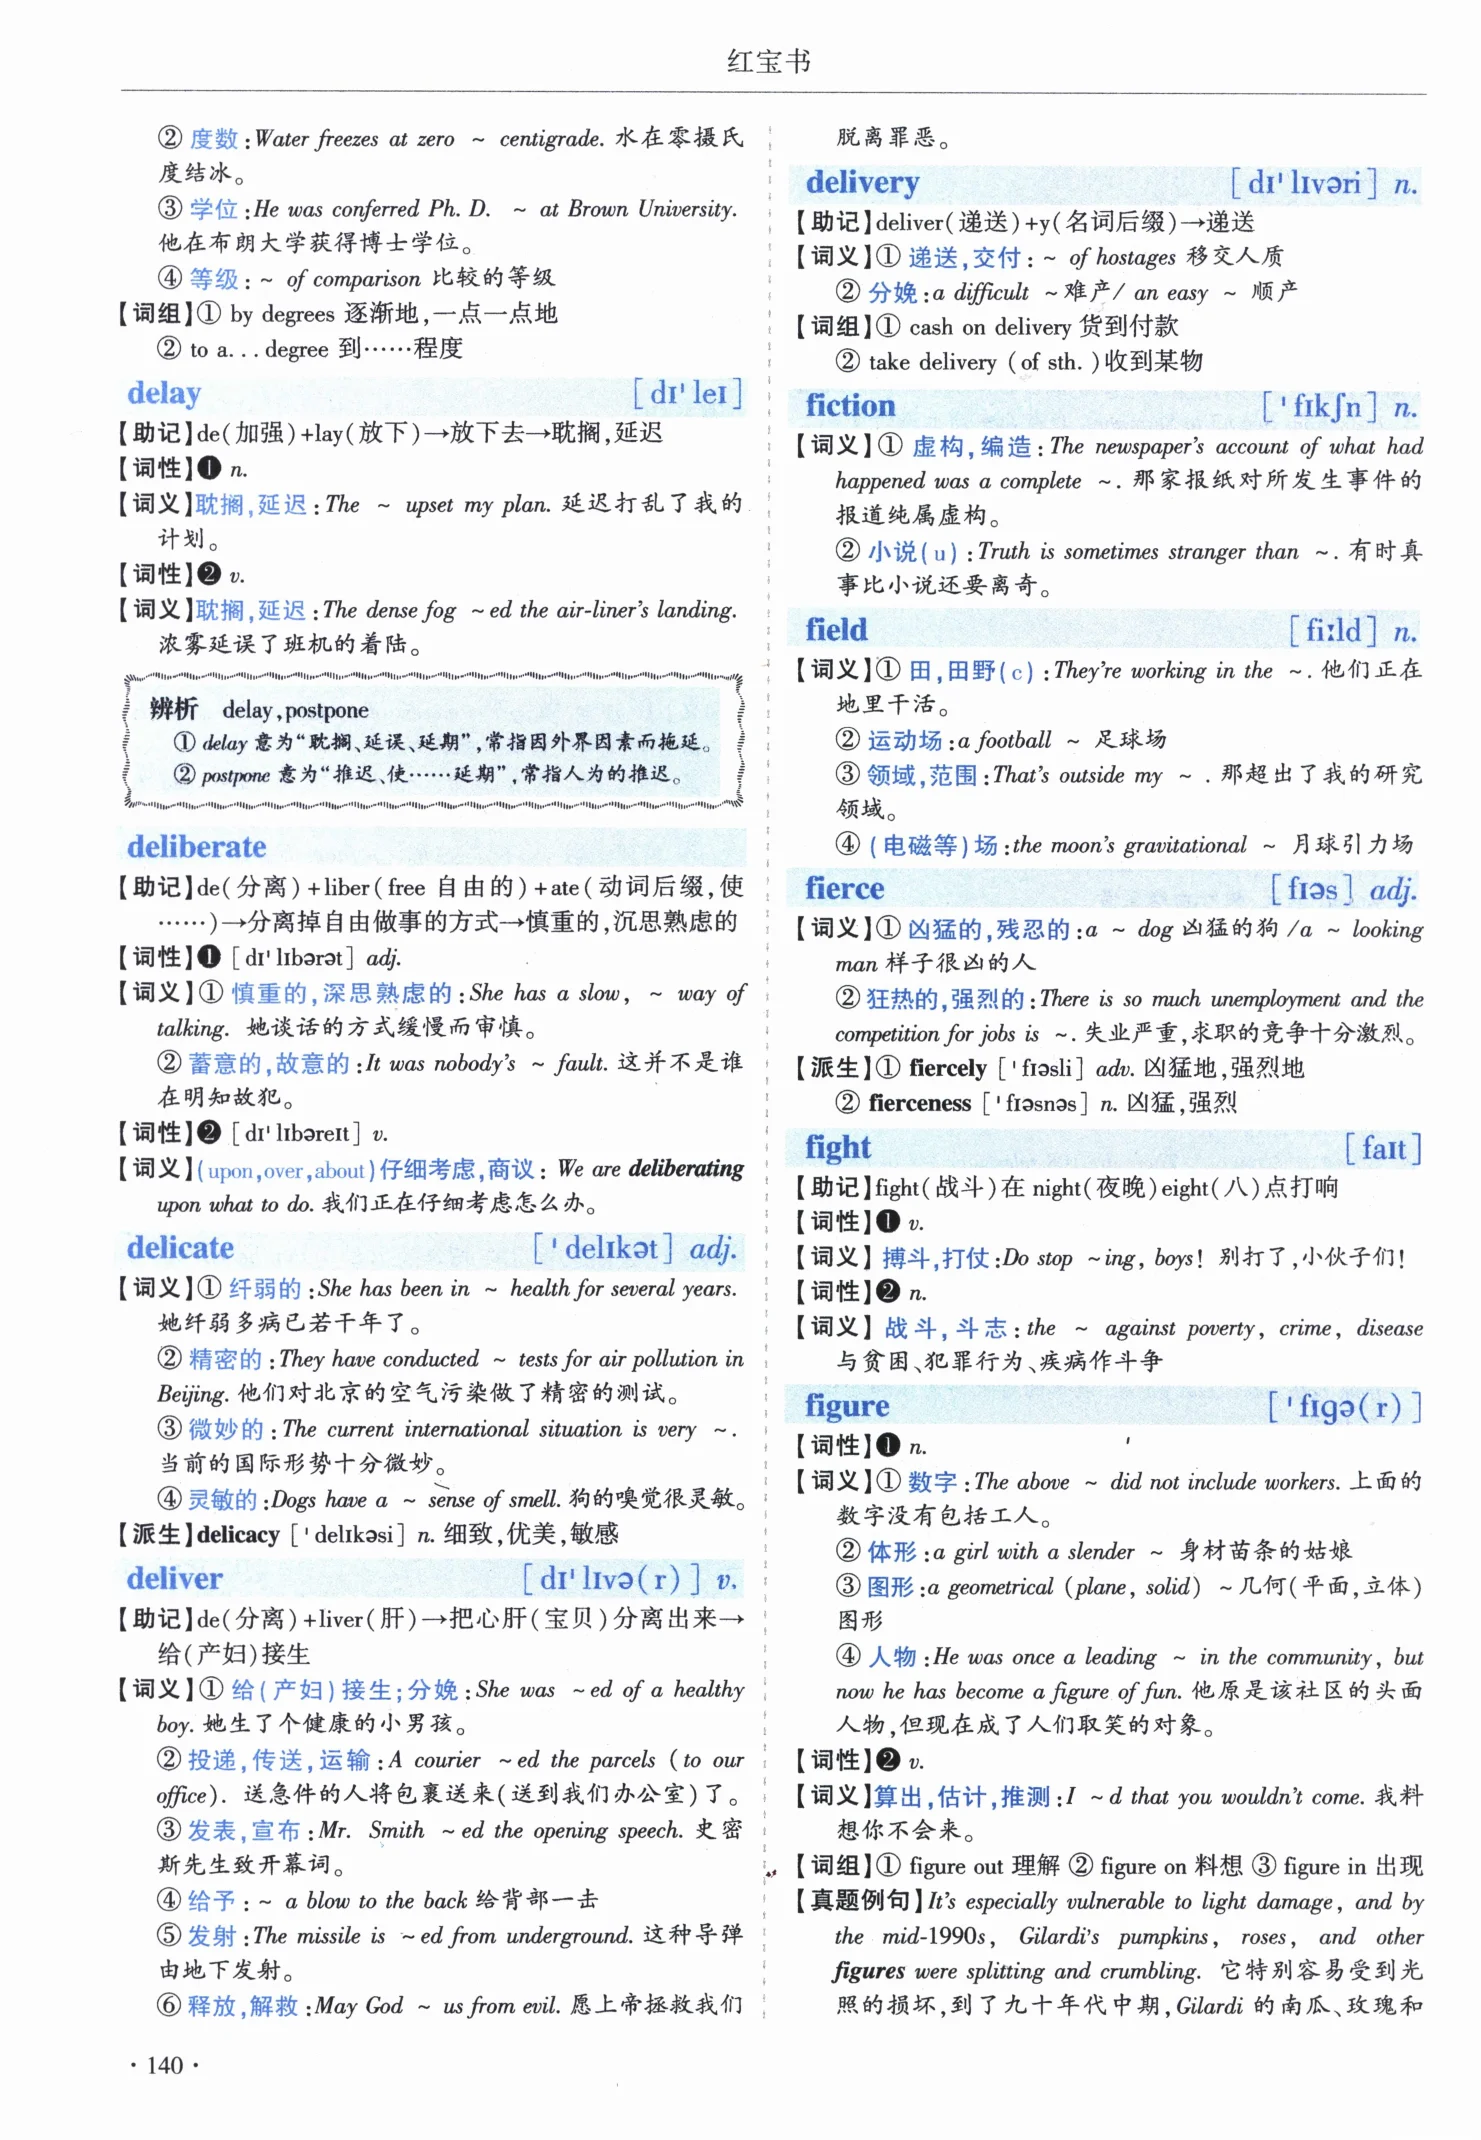 红宝书
②度数:Water freezes at zero ~ centigrade. 水在零摄氏
度结冰。
③学位:He was conferred Ph. D. ~ at Brown University.
他在布朗大学获得博士学位。
④等级: ~ of comparison 比较的等级
【词组】① by degrees 逐渐地,一点一点地
② to a... degree 到……程度
delay [dɪˈleɪ]
【助记】de(加强)+lay(放下)→放下去→耽搁,延迟
【词性】❶ n.
【词义】耽搁,延迟:The ~ upset my plan. 延迟打乱了我的
计划。
【词性】❷ v.
【词义】耽搁,延迟:The dense fog ~ed the air-liner's landing.
浓雾延误了班机的着陆。
辨析 delay,postpone
① delay 意为“耽搁、延误、延期”,常指因外界因素而拖延。
② postpone 意为“推迟、使……延期”,常指人为的推迟。
deliberate
【助记】de(分离)+liber(free 自由的)+ate(动词后缀,使
……)→分离掉自由做事的方式→慎重的,沉思熟虑的
【词性】❶ [dɪˈlɪbərət] adj.
【词义】① 慎重的,深思熟虑的:She has a slow, ~ way of
talking. 她谈话的方式缓慢而审慎。
② 蓄意的,故意的:It was nobody's ~ fault. 这并不是谁
在明知故犯。
【词性】❷ [dɪˈlɪbəreɪt] v.
【词义】(upon,over,about)仔细考虑,商议: We are deliberating
upon what to do. 我们正在仔细考虑怎么办。
delicate [ˈdelɪkət] adj.
【词义】① 纤弱的:She has been in ~ health for several years.
她纤弱多病已若干年了。
② 精密的:They have conducted ~ tests for air pollution in
Beijing. 他们对北京的空气污染做了精密的测试。
③微妙的:The current international situation is very ~.
当前的国际形势十分微妙。
④灵敏的:Dogs have a ~ sense of smell. 狗的嗅觉很灵敏。
【派生】delicacy [ˈdelɪkəsi] n. 细致,优美,敏感
deliver [dɪˈlɪvə(r)] v.
【助记】de(分离)+liver(肝)→把心肝(宝贝)分离出来→
给(产妇)接生
【词义】① 给(产妇)接生;分娩:She was ~ed of a healthy
boy. 她生了个健康的小男孩。
② 投递,传送,运输:A courier ~ed the parcels (to our
office). 送急件的人将包裹送来(送到我们办公室)了。
③ 发表,宣布:Mr. Smith ~ed the opening speech. 史密
斯先生致开幕词。
④ 给予: ~ a blow to the back 给背部一击
⑤ 发射:The missile is ~ed from underground. 这种导弹
由地下发射。
⑥ 释放,解救:May God ~ us from evil. 愿上帝拯救我们
· 140 ·
脱离罪恶。
delivery [dɪˈlɪvəri] n.
【助记】deliver(递送)+y(名词后缀)→递送
【词义】① 递送,交付: ~ of hostages 移交人质
② 分娩:a difficult ~难产/ an easy ~ 顺产
【词组】① cash on delivery 货到付款
② take delivery (of sth.)收到某物
fiction [ˈfɪkʃn] n.
【词义】① 虚构,编造:The newspaper's account of what had
happened was a complete ~. 那家报纸对所发生事件的
报道纯属虚构。
② 小说(u):Truth is sometimes stranger than ~. 有时真
事比小说还要离奇。
field [fiːld] n.
【词义】① 田,田野(c):They're working in the ~. 他们正在
地里干活。
② 运动场:a football ~ 足球场
③ 领域,范围:That's outside my ~ . 那超出了我的研究
领域。
④ (电磁等)场:the moon's gravitational ~ 月球引力场
fierce [fɪəs] adj.
【词义】① 凶猛的,残忍的:a ~ dog 凶猛的狗/a ~ looking
man 样子很凶的人
② 狂热的,强烈的:There is so much unemployment and the
competition for jobs is ~. 失业严重,求职的竞争十分激烈。
【派生】① fiercely [ˈfɪəsli] adv. 凶猛地,强烈地
② fierceness [ˈfɪəsnəs] n. 凶猛,强烈
fight [faɪt]
【助记】fight(战斗)在 night(夜晚)eight(八)点打响
【词性】❶ v.
【词义】 搏斗,打仗:Do stop ~ing, boys! 别打了,小伙子们!
【词性】❷ n.
【词义】 战斗,斗志:the ~ against poverty, crime, disease
与贫困、犯罪行为、疾病作斗争
figure [ˈfɪgə(r)]
【词性】❶ n.
【词义】① 数字:The above ~ did not include workers. 上面的
数字没有包括工人。
② 体形:a girl with a slender ~ 身材苗条的姑娘
③ 图形:a geometrical (plane, solid) ~几何(平面,立体)
图形
④ 人物:He was once a leading ~ in the community, but
now he has become a figure of fun. 他原是该社区的头面
人物,但现在成了人们取笑的对象。
【词性】❷ v.
【词义】算出,估计,推测:I ~d that you wouldn't come. 我料
想你不会来。
【词组】① figure out 理解 ② figure on 料想 ③ figure in 出现
【真题例句】It's especially vulnerable to light damage, and by
the mid-1990s, Gilardi's pumpkins, roses, and other
figures were splitting and crumbling. 它特别容易受到光
照的损坏,到了九十年代中期,Gilardi 的南瓜、玫瑰和